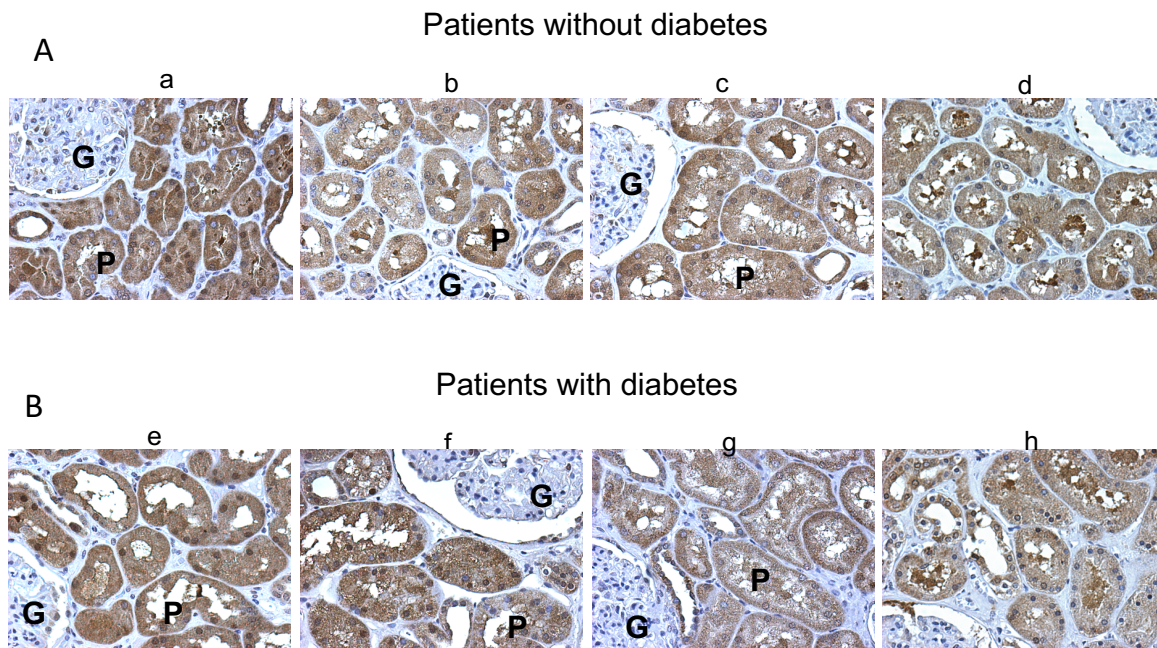 Patients without diabetes
A
a b c d
G P G P G P
Patients with diabetes
B
e f g h
G P G P G P